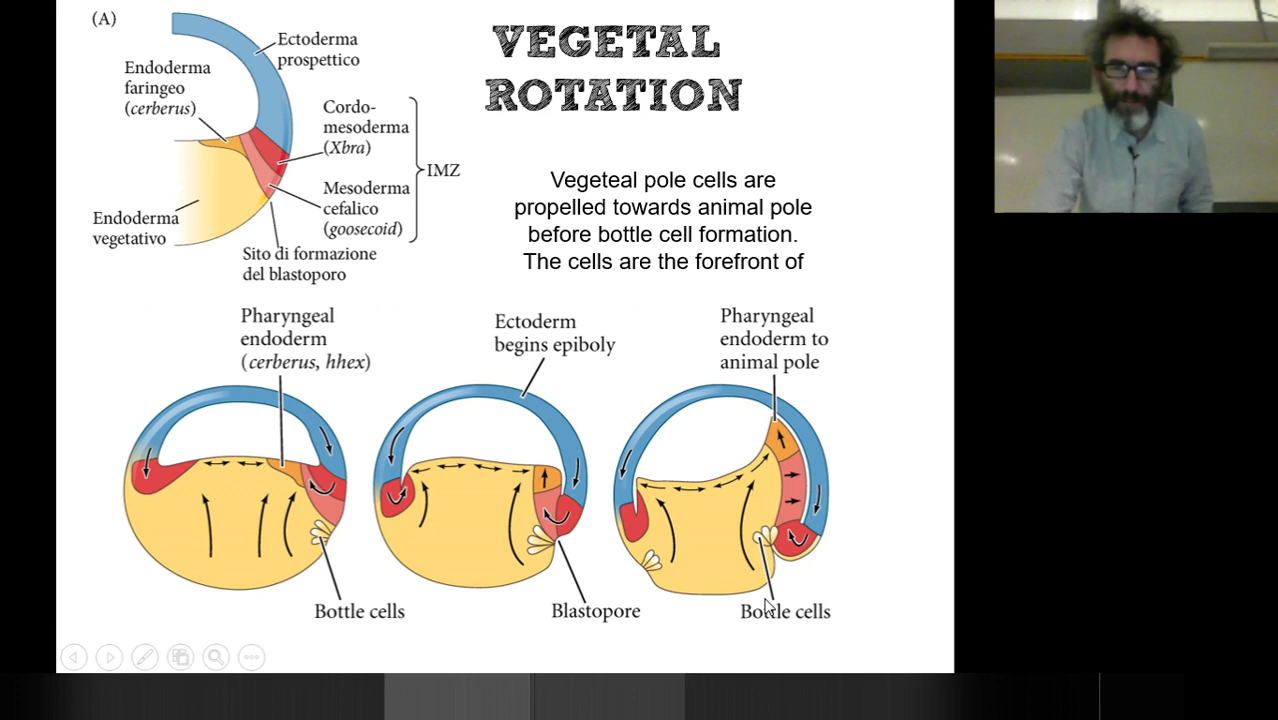 (A)
VEGETAL
ROTATION
Ectoderma
prospettico
Endoderma
faringeo
(cerberus)
Cordo-
mesoderma
(Xbra)
IMZ
Mesoderma
cefalico
(goosecoid)
Endoderma
vegetativo
Sito di formazione
del blastoporo
Vegeteal pole cells are
propelled towards animal pole
before bottle cell formation.
The cells are the forefront of
Pharyngeal
endoderm
(cerberus, hhex)
Ectoderm
begins epiboly
Pharyngeal
endoderm to
animal pole
Bottle cells
Blastopore
Bottle cells